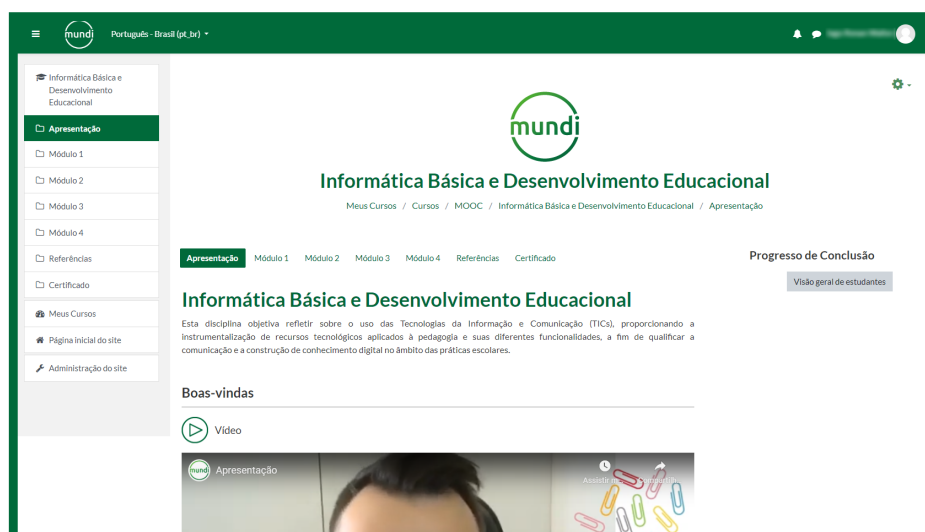 mundi
Português - Brasil (pt_br)
Informática Básica e
Desenvolvimento
Educacional
Apresentação
Módulo 1
Módulo 2
Módulo 3
Módulo 4
Referências
Certificado
Meus Cursos
Página inicial do site
Administração do site
mundi
Informática Básica e Desenvolvimento Educacional
Meus Cursos / Cursos / MOOC / Informática Básica e Desenvolvimento Educacional / Apresentação
Apresentação Módulo 1 Módulo 2 Módulo 3 Módulo 4 Referências Certificado
Informática Básica e Desenvolvimento Educacional
Esta disciplina objetiva refletir sobre o uso das Tecnologias da Informação e Comunicação (TICs), proporcionando a
instrumentalização de recursos tecnológicos aplicados à pedagogia e suas diferentes funcionalidades, a fim de qualificar a
comunicação e a construção de conhecimento digital no âmbito das práticas escolares.
Boas-vindas
Vídeo
mundi Apresentação
Progresso de Conclusão
Visão geral de estudantes